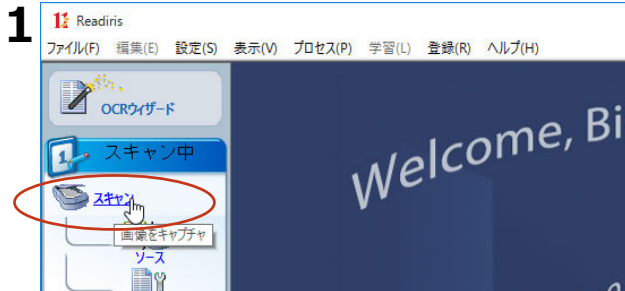 1
Readiris
ファイル(F) 編集(E) 設定(S) 表示(V) プロセス(P) 学習(L) 登録(R) ヘルプ(H)
OCRウィザード
1 スキャン中
スキャン
画像をキャプチャ
ソース
Welcome, Bi